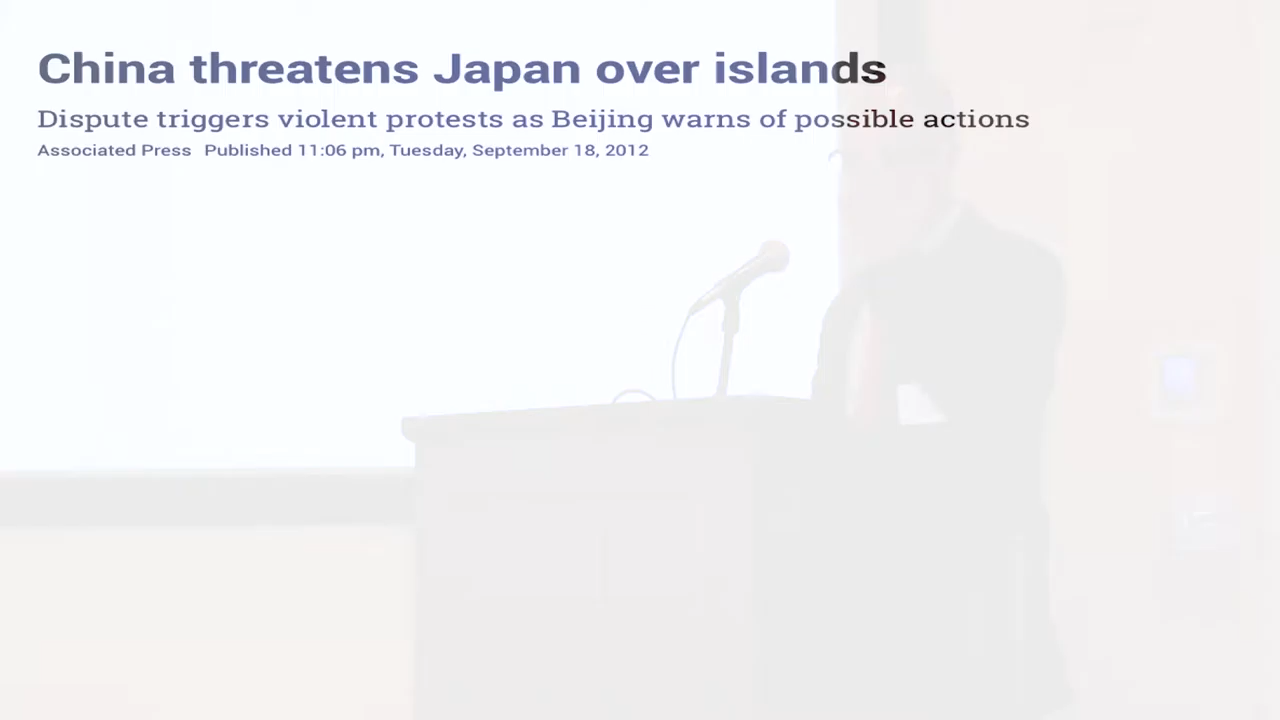 China threatens Japan over islands
Dispute triggers violent protests as Beijing warns of possible actions
Associated Press Published 11:06 pm, Tuesday, September 18, 2012